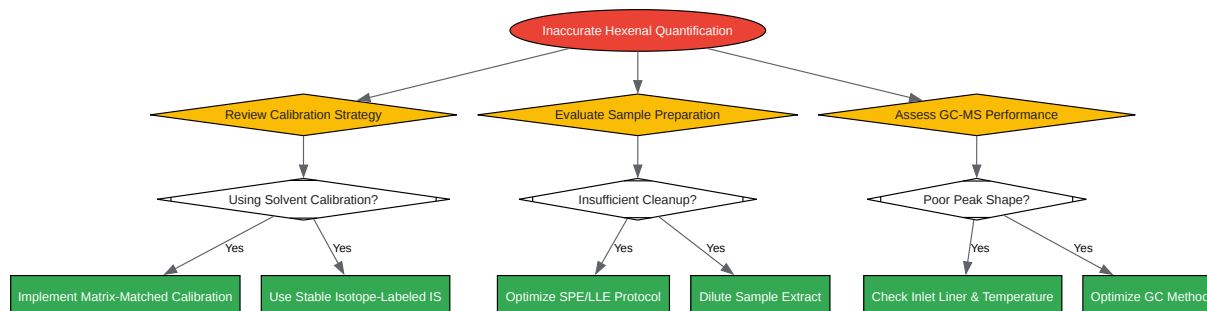 Inaccurate Hexenal Quantification
Review Calibration Strategy
Evaluate Sample Preparation
Assess GC-MS Performance
Using Solvent Calibration?
Insufficient Cleanup?
Poor Peak Shape?
Yes
Yes
Yes
Yes
Yes
Yes
Implement Matrix-Matched Calibration
Use Stable Isotope-Labeled IS
Optimize SPE/LLE Protocol
Dilute Sample Extract
Check Inlet Liner & Temperature
Optimize GC Method